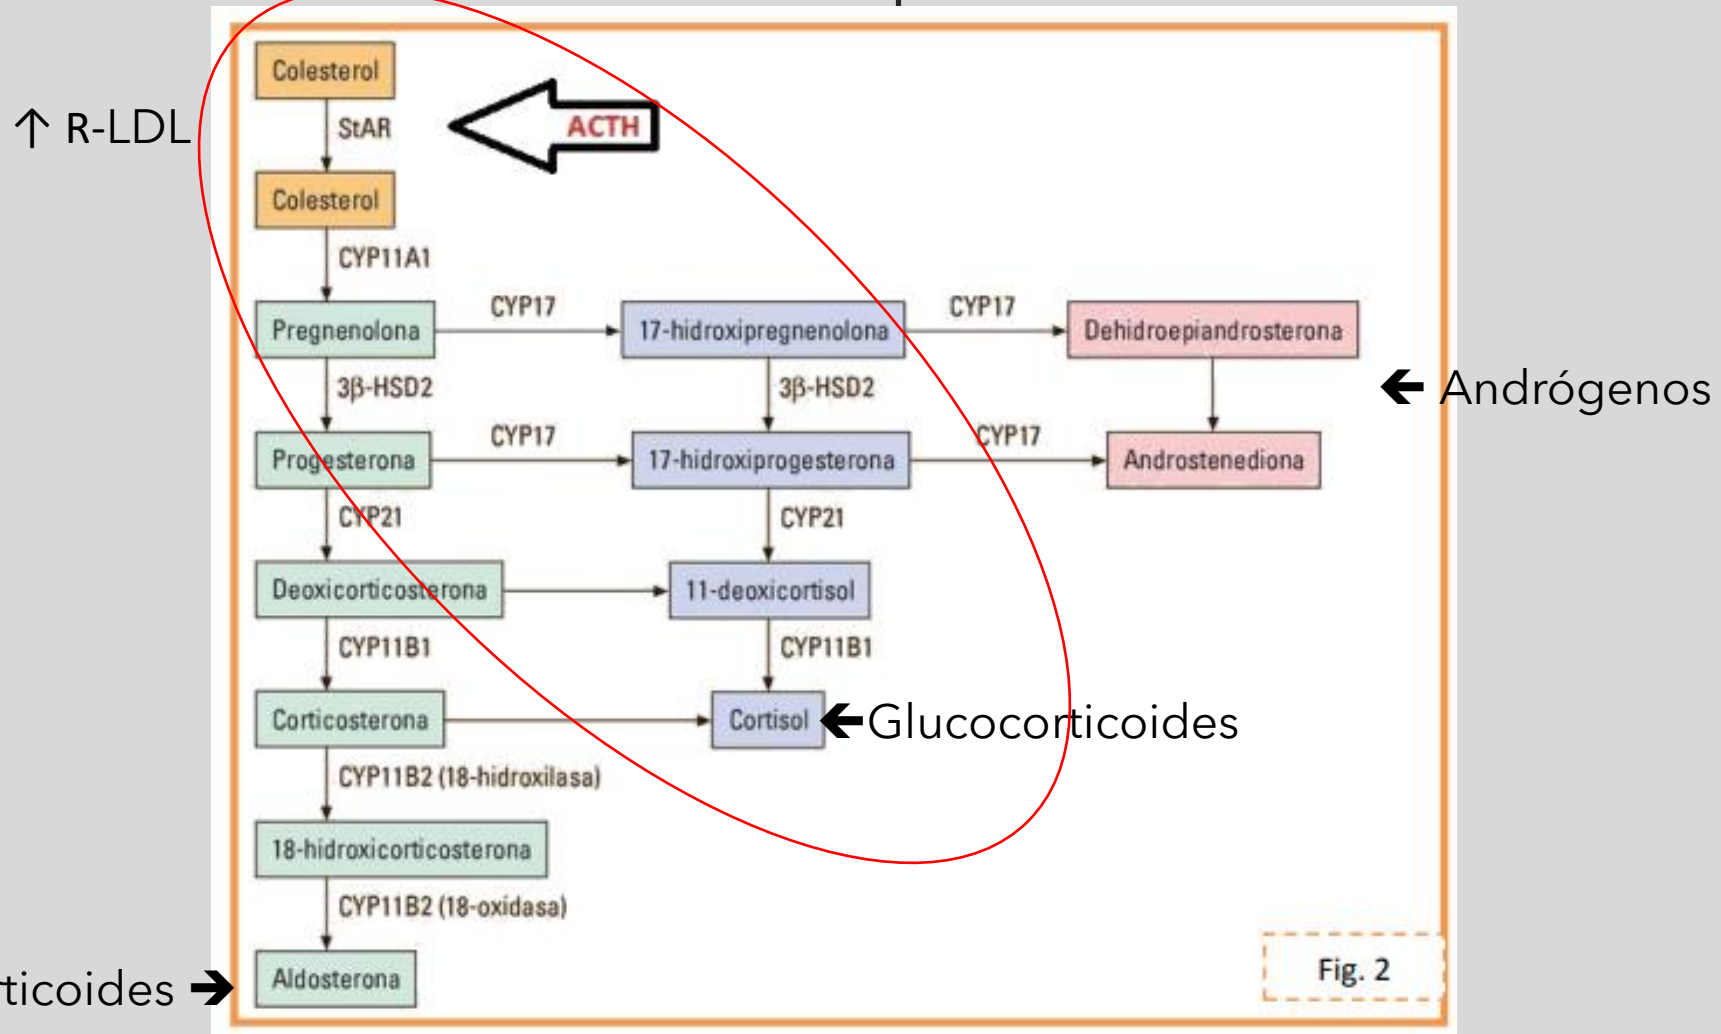 Colesterol
↑ R-LDL
StAR
ACTH
Colesterol
CYP11A1
CYP17
CYP17
Pregnenolona
17-hidroxipregnenolona
Dehidroepiandrosterona
3β-HSD2
3β-HSD2
← Andrógenos
CYP17
CYP17
Progesterona
17-hidroxiprogesterona
Androstenediona
CYP21
CYP21
Deoxicorticosterona
11-deoxicortisol
CYP11B1
CYP11B1
Corticosterona
Cortisol
←Glucocorticoides
CYP11B2 (18-hidroxilasa)
18-hidroxicorticosterona
CYP11B2 (18-oxidasa)
Aldosterona
Fig. 2
ticoides →